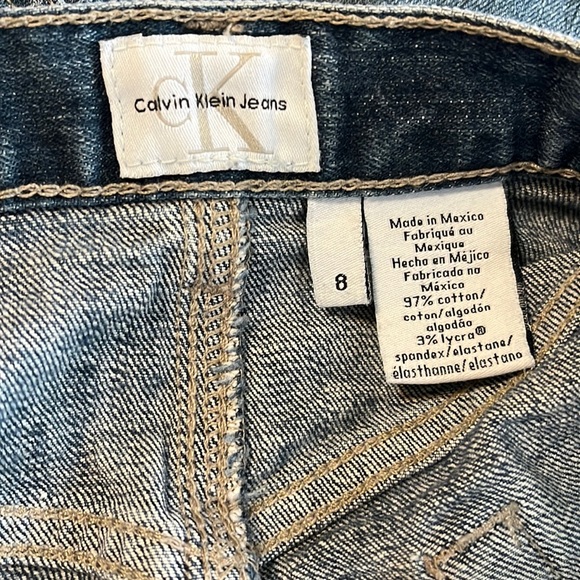 CK
Calvin Klein Jeans
8
Made in Mexico
Fabriqué au
Mexique
Hecho en Méjico
Fabricado na
México
97% cotton/
coton/algodón
algodão
3% lycra®
spandex/elastane/
élasthanne/elastano